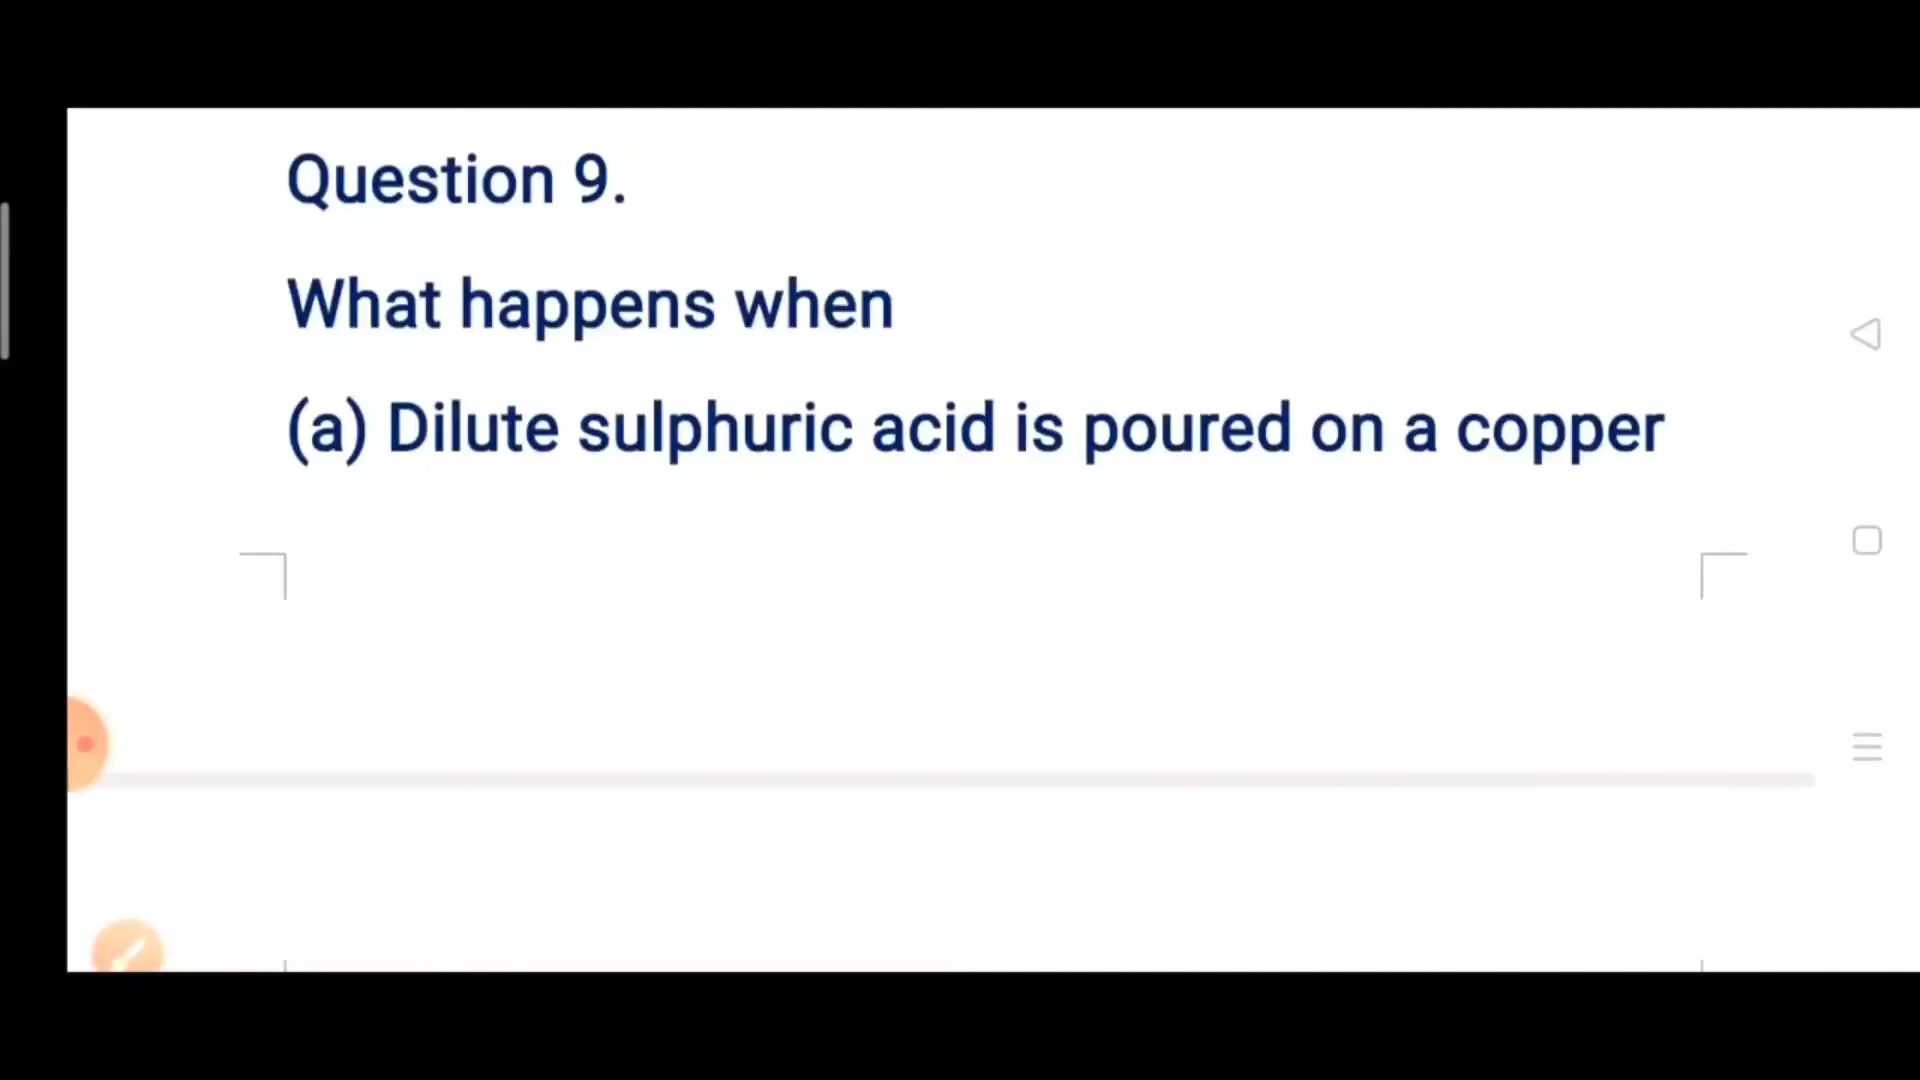 Question 9.
What happens when
(a) Dilute sulphuric acid is poured on a copper